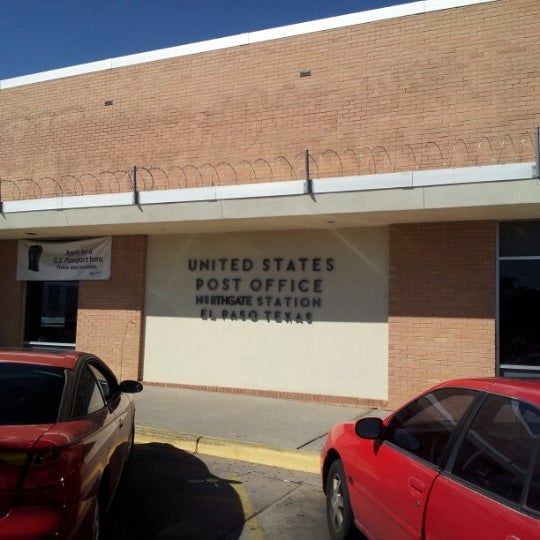 Apply for a
U.S. Passport here.
UNITED STATES
POST OFFICE
NORTHGATE STATION
EL PASO TEXAS